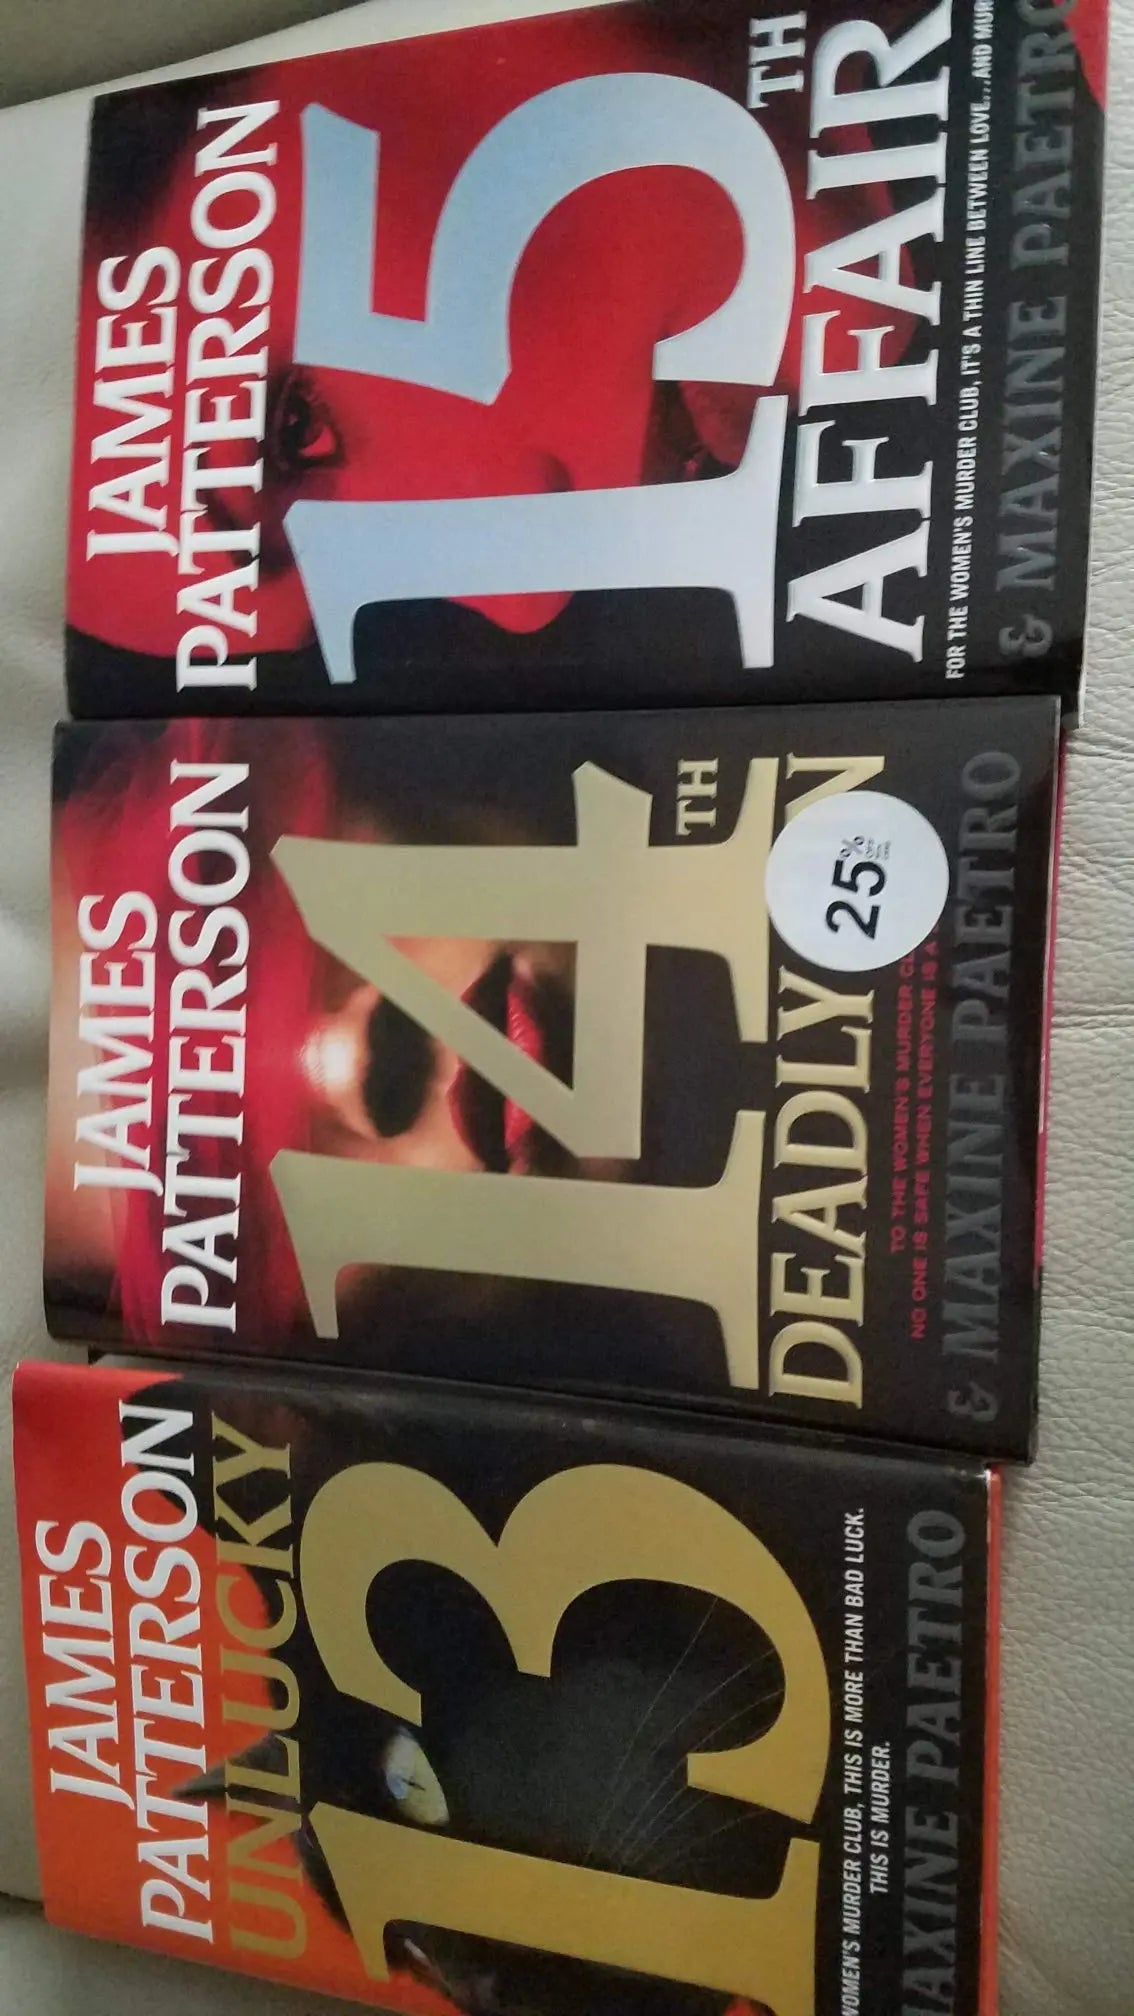 JAMES
PATTERSON
UNLUCKY
13
WOMEN'S MURDER CLUB, THIS IS MORE THAN BAD LUCK.
THIS IS MURDER.
MAXINE PAETRO
JAMES
PATTERSON
14TH
DEADLY
25%
TO THE WOMEN'S MURDER
NO ONE IS SAFE WHEN EVERYONE IS A
& MAXINE PAETRO
JAMES
PATTERSON
15TH
AFFAIR
FOR THE WOMEN'S MURDER CLUB, IT'S A THIN LINE BETWEEN LOVE...AND MUR
& MAXINE PAETRO